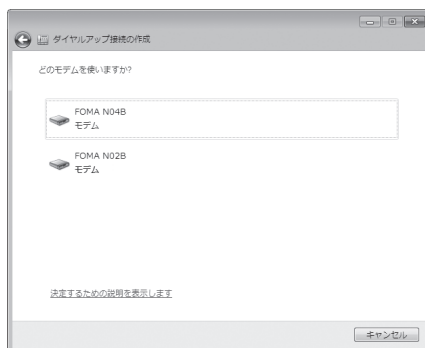 ダイヤルアップ接続の作成
どのモデムを使いますか?
FOMA N04B
モデム
FOMA N02B
モデム
決定するための説明を表示します
キャンセル